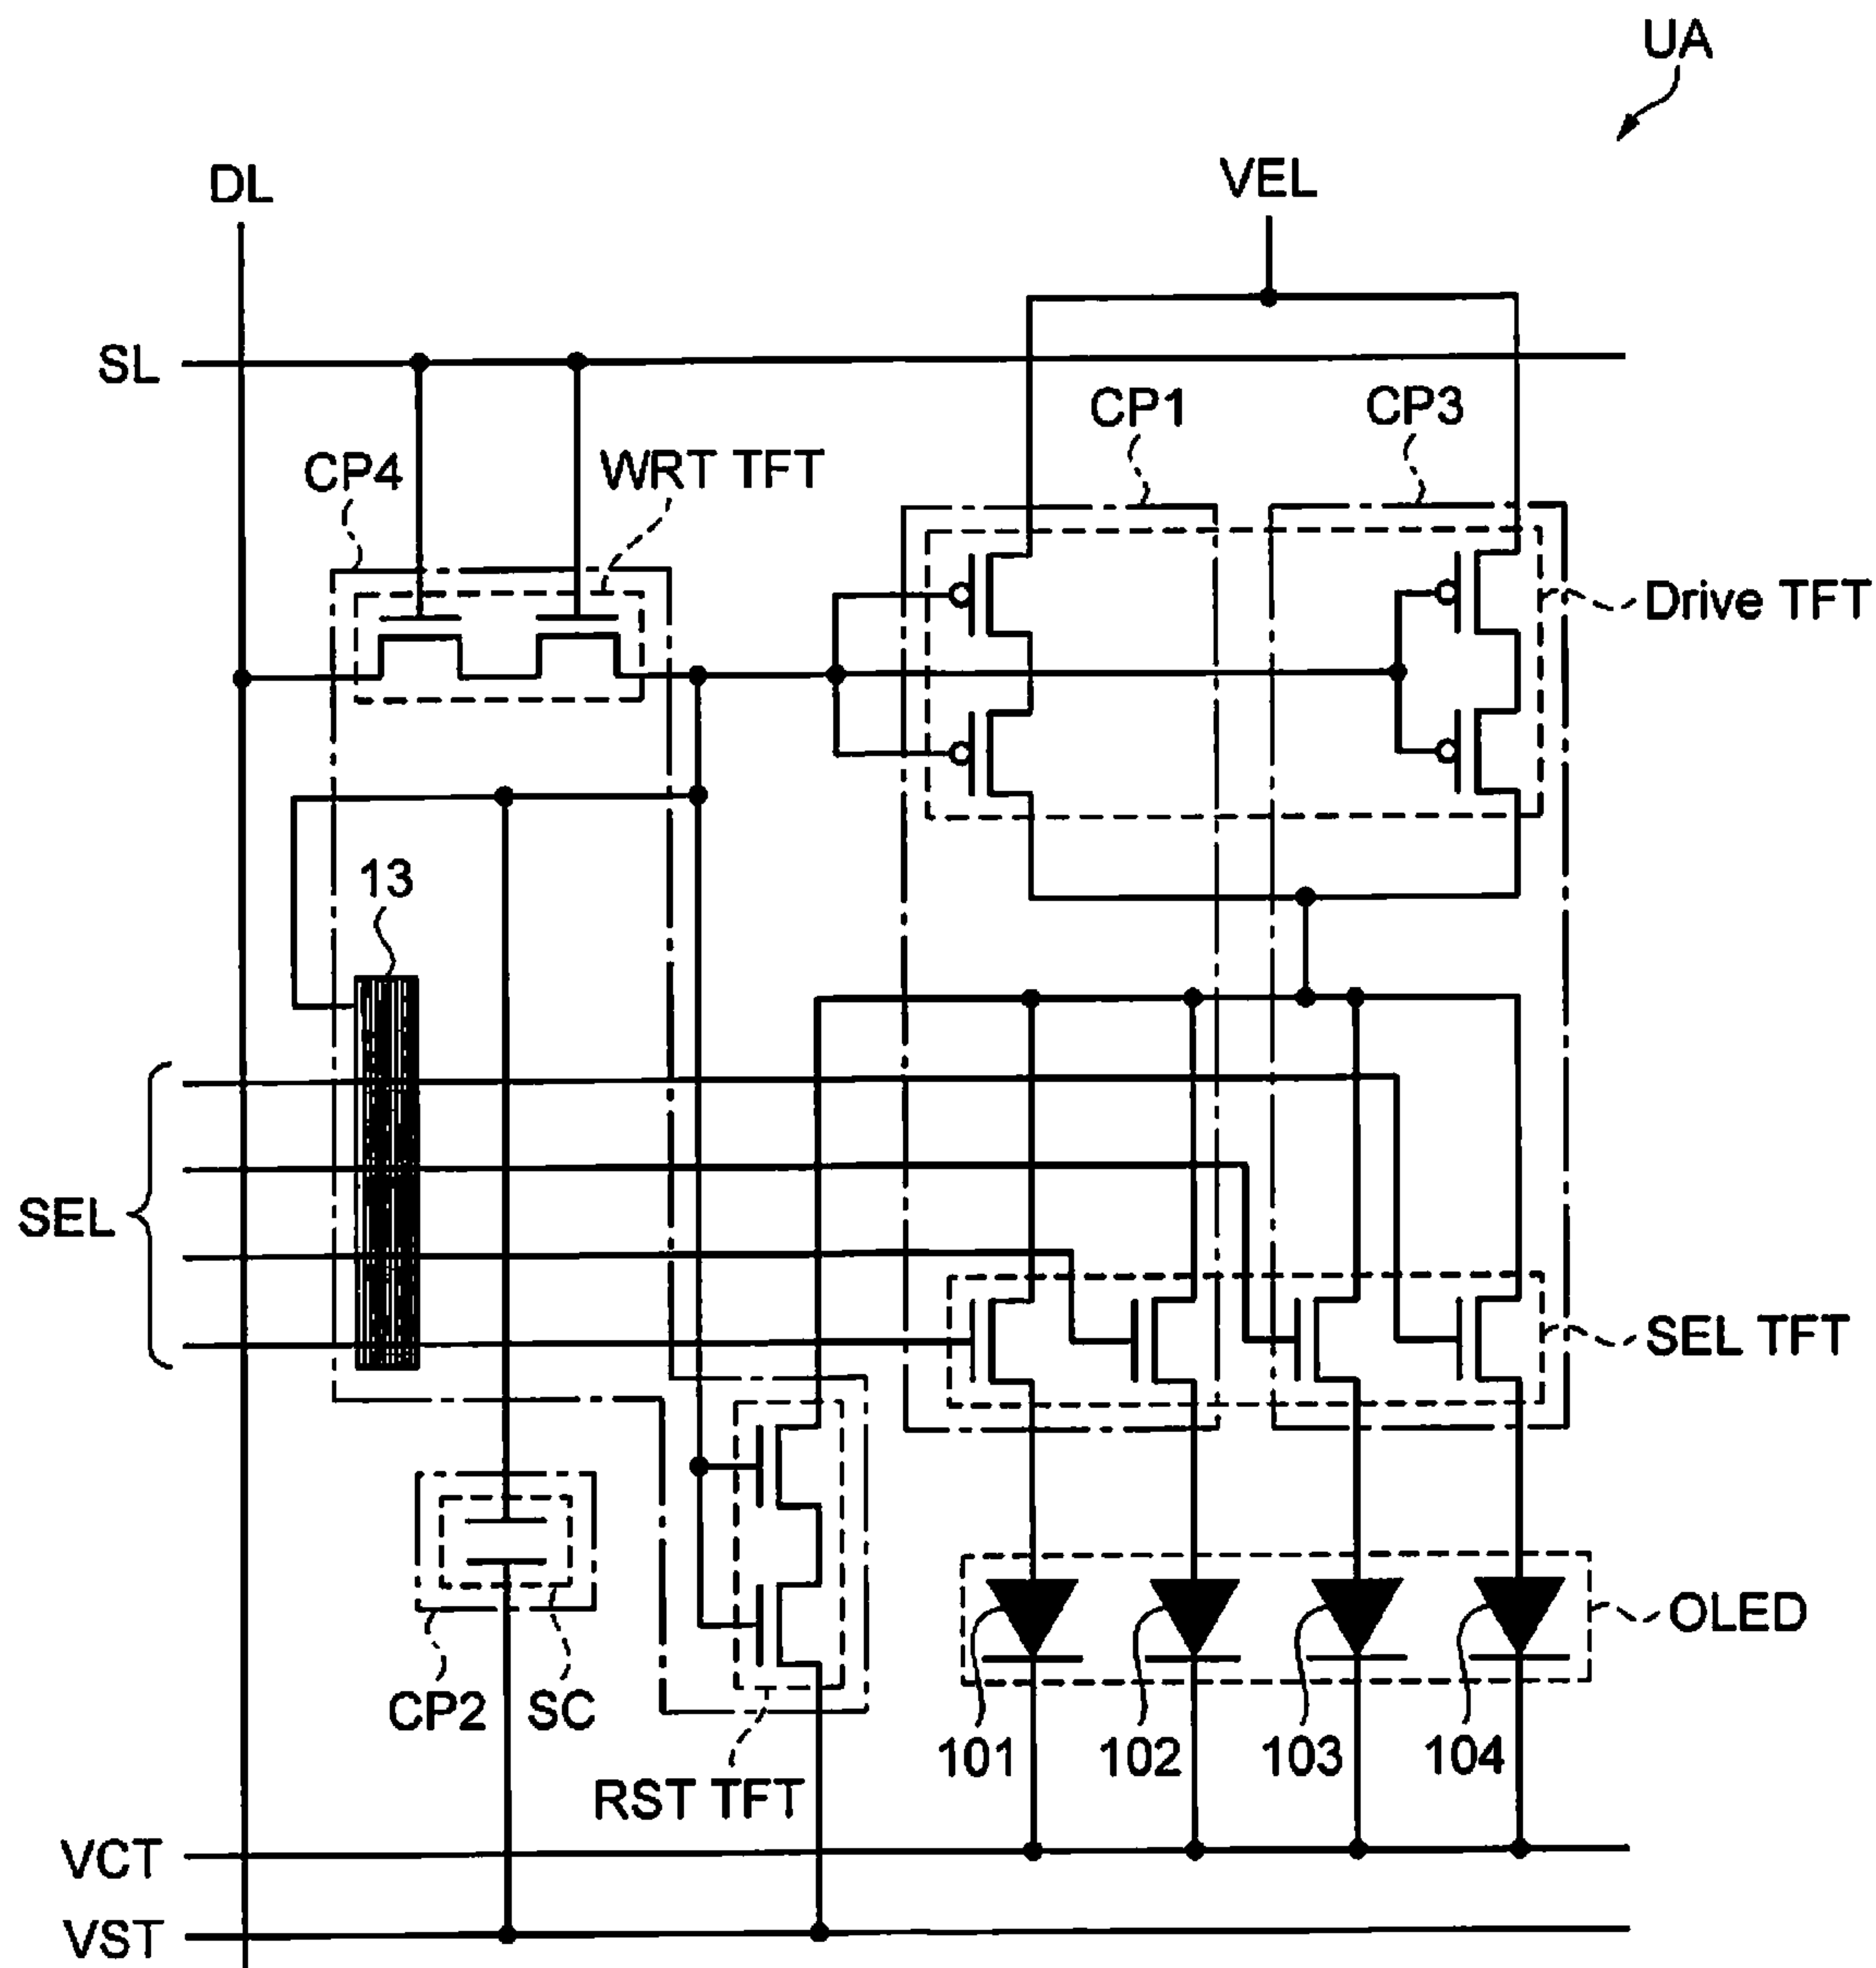 UA
DL
VEL
SL
CP1
CP3
CP4
WRT TFT
Drive TFT
13
SEL
SEL TFT
OLED
CP2
SC
101
102
103
104
RST TFT
VCT
VST